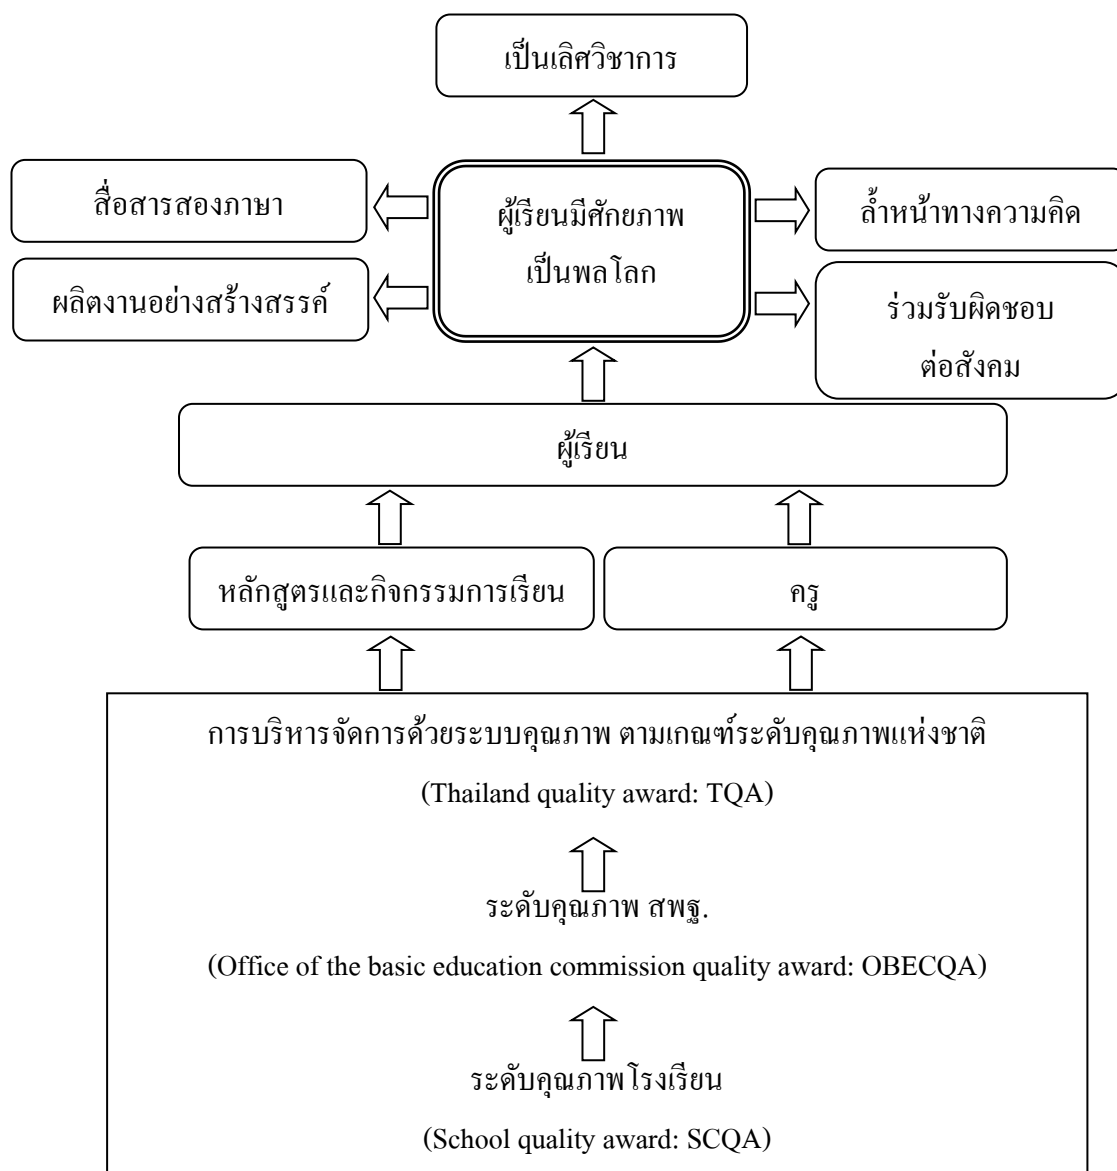 เป็นเลิศวิชาการ
สื่อสารสองภาษา
ผู้เรียนมีศักยภาพ
เป็นพลโลก
ล้ำหน้าทางความคิด
ผลิตงานอย่างสร้างสรรค์
ร่วมรับผิดชอบ
ต่อสังคม
ผู้เรียน
หลักสูตรและกิจกรรมการเรียน
ครู
การบริหารจัดการด้วยระบบคุณภาพ ตามเกณฑ์ระดับคุณภาพแห่งชาติ
(Thailand quality award: TQA)
ระดับคุณภาพ สพฐ.
(Office of the basic education commission quality award: OBECQA)
ระดับคุณภาพโรงเรียน
(School quality award: SCQA)